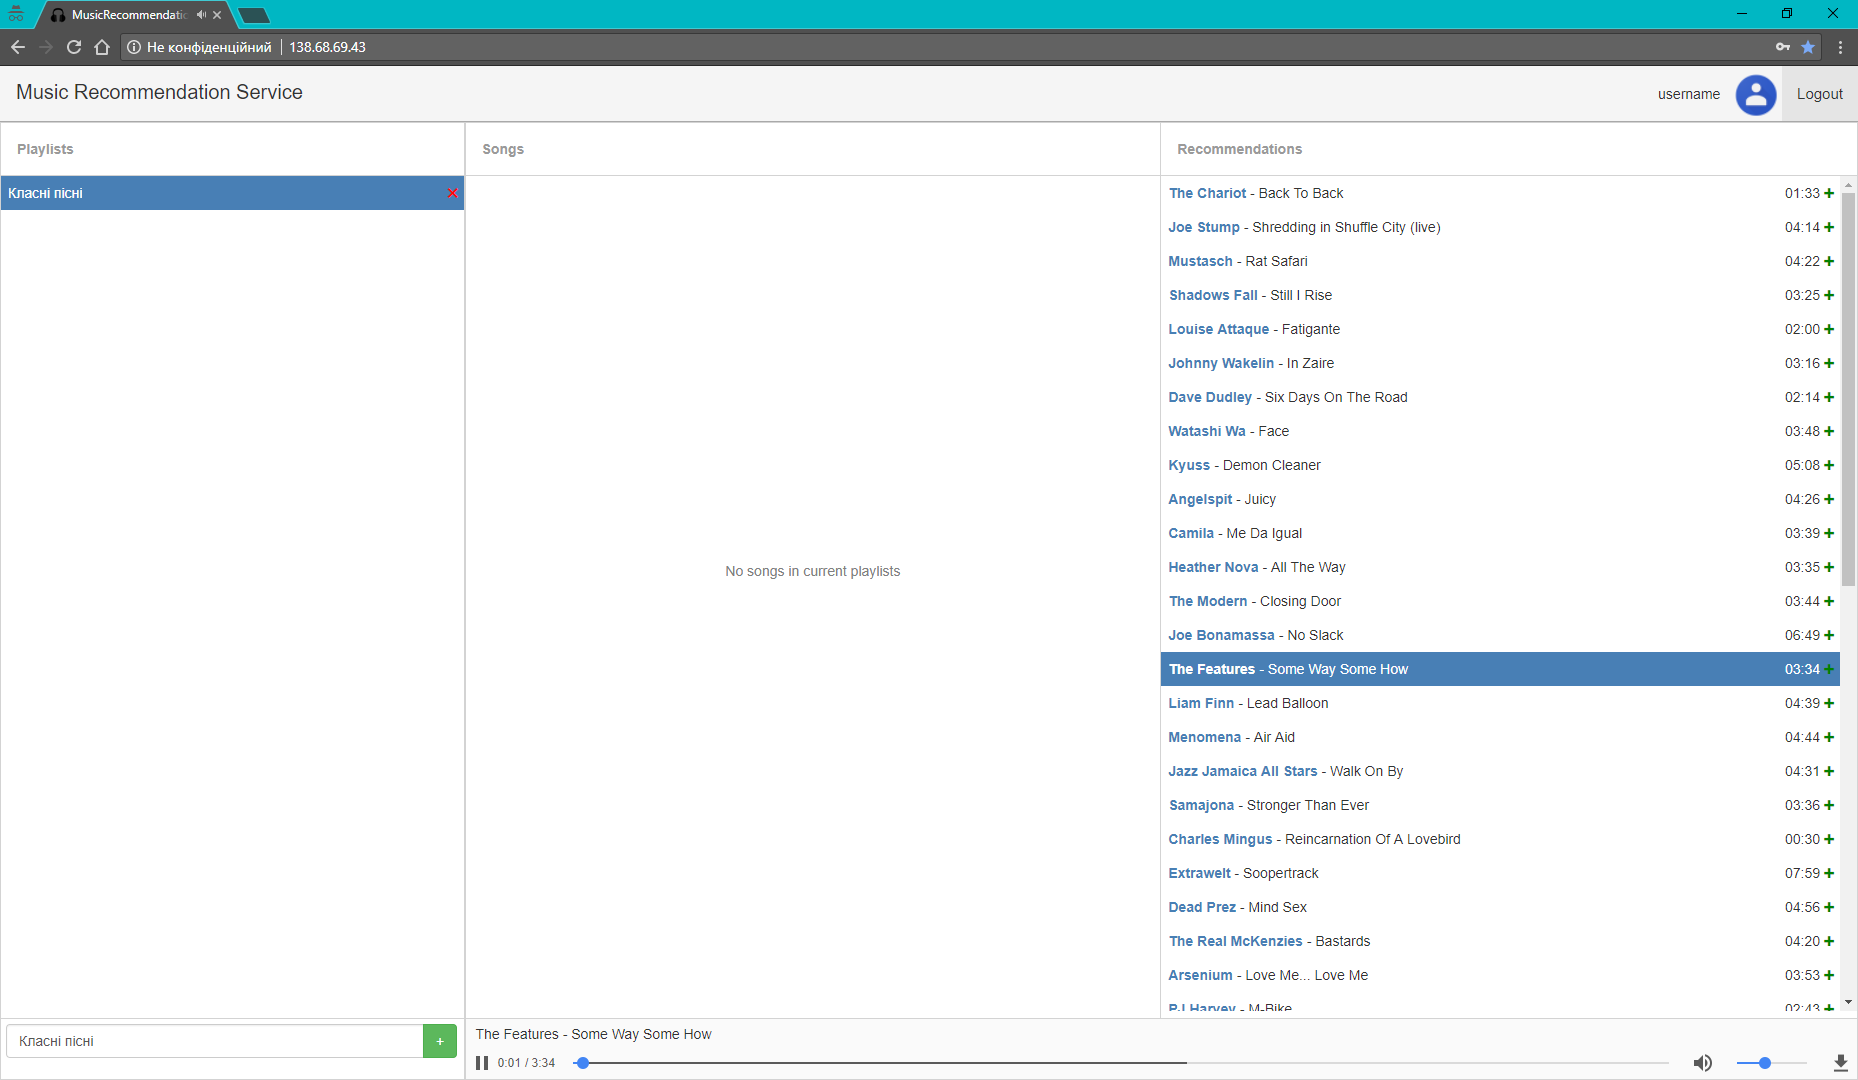 MusicRecommendatic
Не конфіденційний
138.68.69.43
Music Recommendation Service
username
Logout
Playlists
Songs
Recommendations
Класні пісні
No songs in current playlists
The Chariot - Back To Back 01:33
Joe Stump - Shredding in Shuffle City (live) 04:14
Mustasch - Rat Safari 04:22
Shadows Fall - Still I Rise 03:25
Louise Attaque - Fatigante 02:00
Johnny Wakelin - In Zaire 03:16
Dave Dudley - Six Days On The Road 02:14
Watashi Wa - Face 03:48
Kyuss - Demon Cleaner 05:08
Angelspit - Juicy 04:26
Camila - Me Da Igual 03:39
Heather Nova - All The Way 03:35
The Modern - Closing Door 03:44
Joe Bonamassa - No Slack 06:49
The Features - Some Way Some How 03:34
Liam Finn - Lead Balloon 04:39
Menomena - Air Aid 04:44
Jazz Jamaica All Stars - Walk On By 04:31
Samajona - Stronger Than Ever 03:36
Charles Mingus - Reincarnation Of A Lovebird 00:30
Extrawelt - Soopertrack 07:59
Dead Prez - Mind Sex 04:56
The Real McKenzies - Bastards 04:20
Arsenium - Love Me... Love Me 03:53
PJ Harvey - M-Bike 02:43
Класні пісні
+
The Features - Some Way Some How
0:01 / 3:34